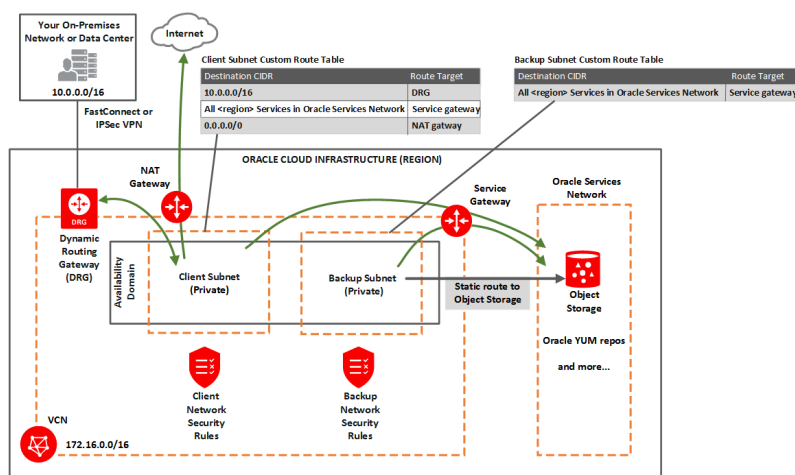 Your On-Premises
Network or Data Center
10.0.0.0/16
Internet
FastConnect or
IPSec VPN
Client Subnet Custom Route Table
Destination CIDR Route Target
10.0.0.0/16 DRG
All <region> Services in Oracle Services Network Service gateway
0.0.0.0/0 NAT gatway
Backup Subnet Custom Route Table
Destination CIDR Route Target
All <region> Services in Oracle Services Network Service gateway
ORACLE CLOUD INFRASTRUCTURE (REGION)
NAT
Gateway
Service
Gateway
Oracle Services
Network
DRG
Dynamic
Routing
Gateway
(DRG)
Availability
Domain
Client Subnet
(Private)
Backup Subnet
(Private)
Static route to
Object Storage
Object
Storage
Oracle YUM repos
and more...
Client
Network
Security
Rules
Backup
Network
Security
Rules
VCN
172.16.0.0/16